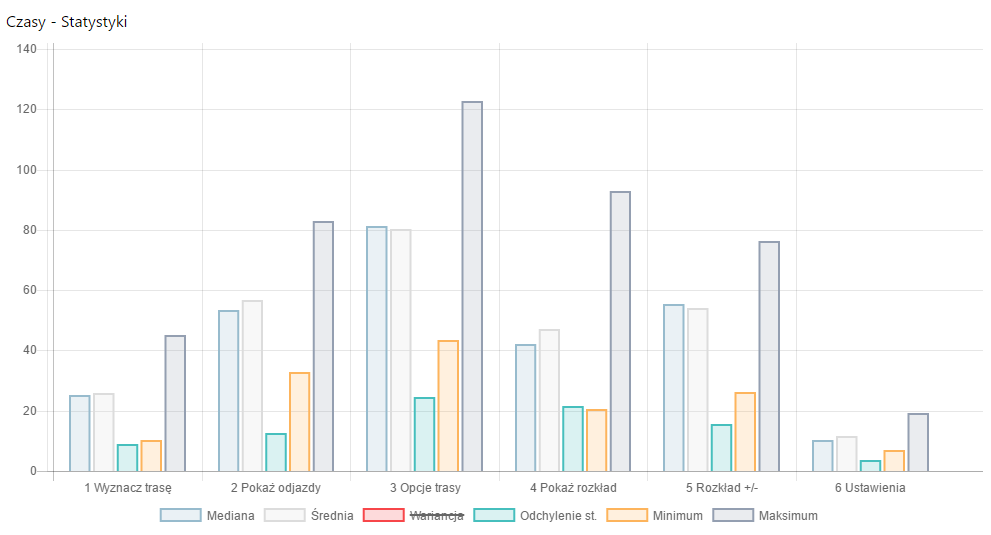 Czasy - Statystyki
140
120
100
80
60
40
20
0
1 Wyznacz trasę 2 Pokaż odjazdy 3 Opcje trasy 4 Pokaż rozkład 5 Rozkład +/- 6 Ustawienia
Mediana Średnia Wariancja Odchylenie st. Minimum Maksimum